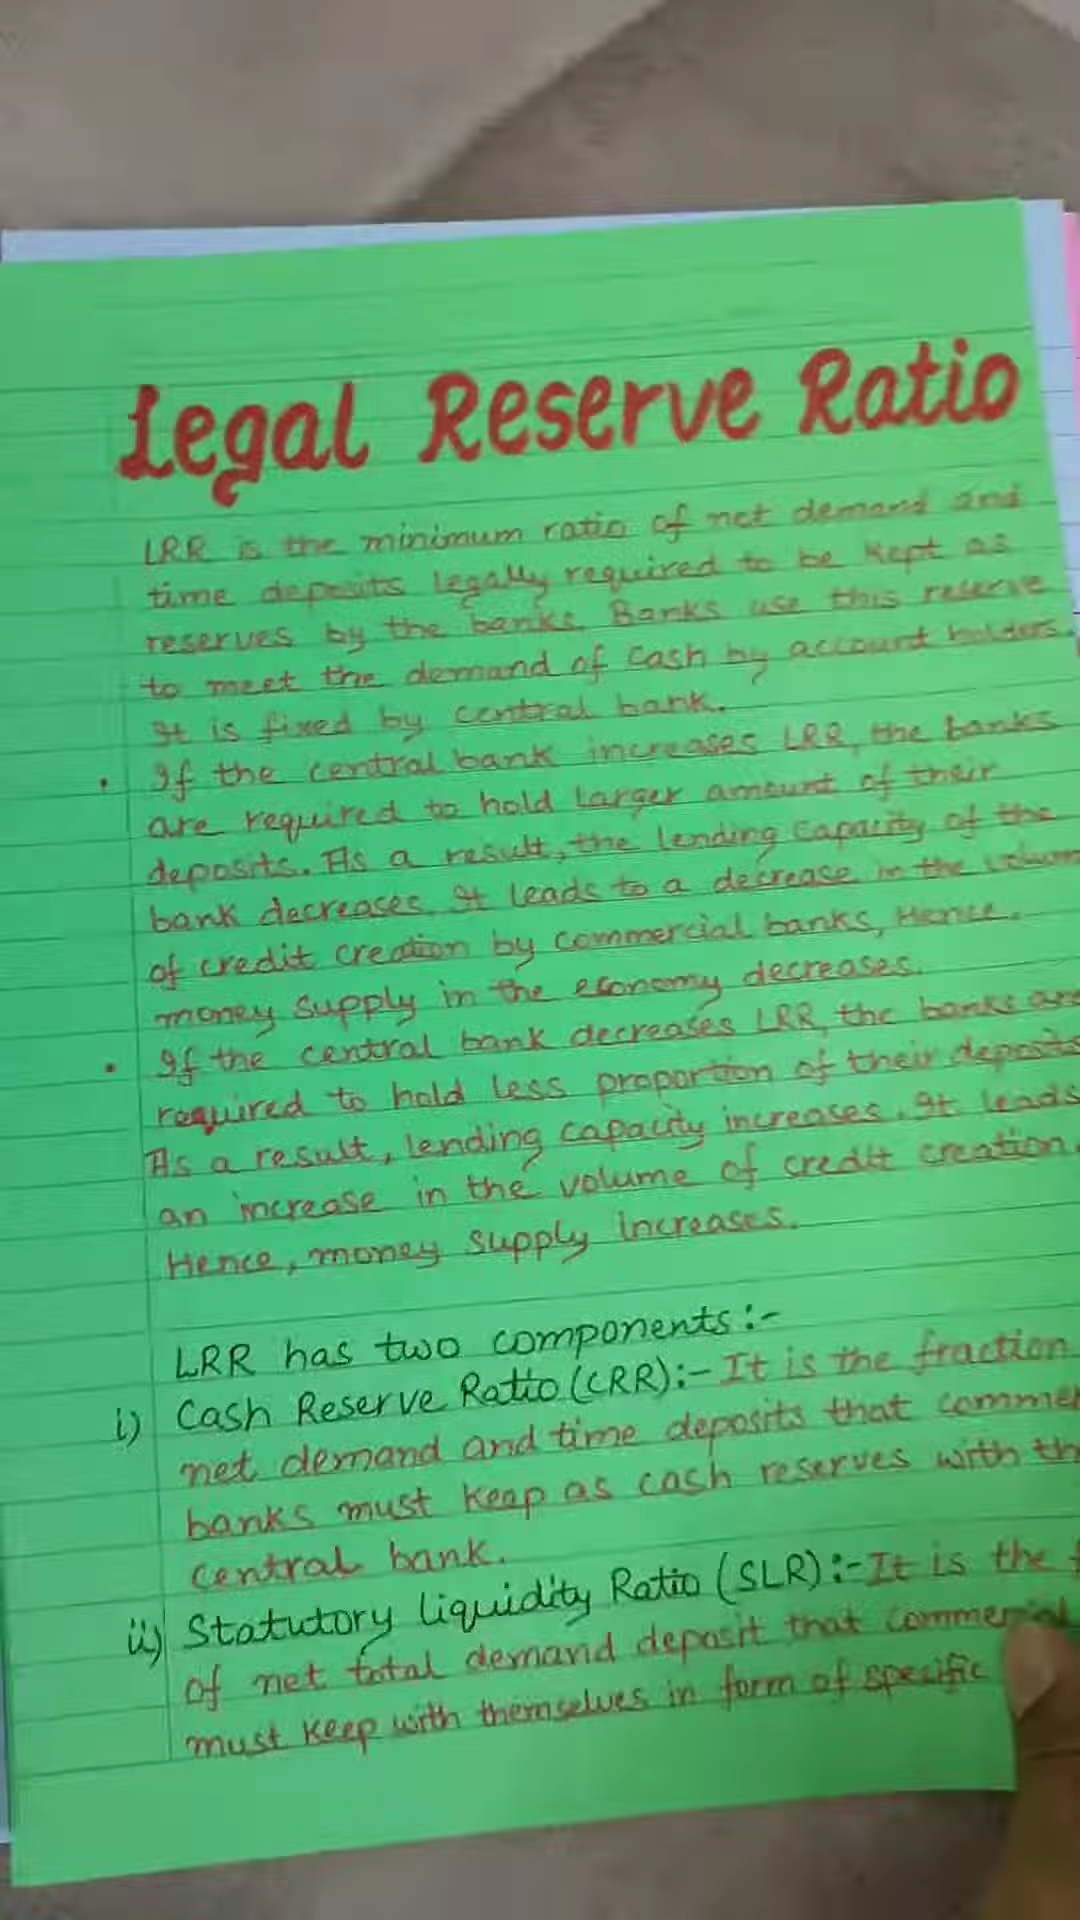 Legal Reserve Ratio
LRR is the minimum ratio of net demand and
time deposits legally required to be kept as
reserves by the banks. Banks use this reserve
to meet the demand of cash by account holders.
It is fixed by central bank.
• If the central bank increases LRR, the banks
are required to hold larger amount of their
deposits. As a result, the lending capacity of the
bank decreases. It leads to a decrease in the
of credit creation by commercial banks, Hence.
money supply in the economy decreases.
• If the central bank decreases LRR, the banks are
required to hold less proportion of their deposits
As a result, lending capacity increases. It leads
an increase in the volume of credit creation.
Hence, money supply increases.
LRR has two components:-
i) Cash Reserve Ratio (CRR):- It is the fraction
net demand and time deposits that
banks must keep as cash reserves with
central bank.
ii) Statutory liquidity Ratio (SLR):- It is the
of net total demand deposit that commercial
must keep with themselves in form of specific